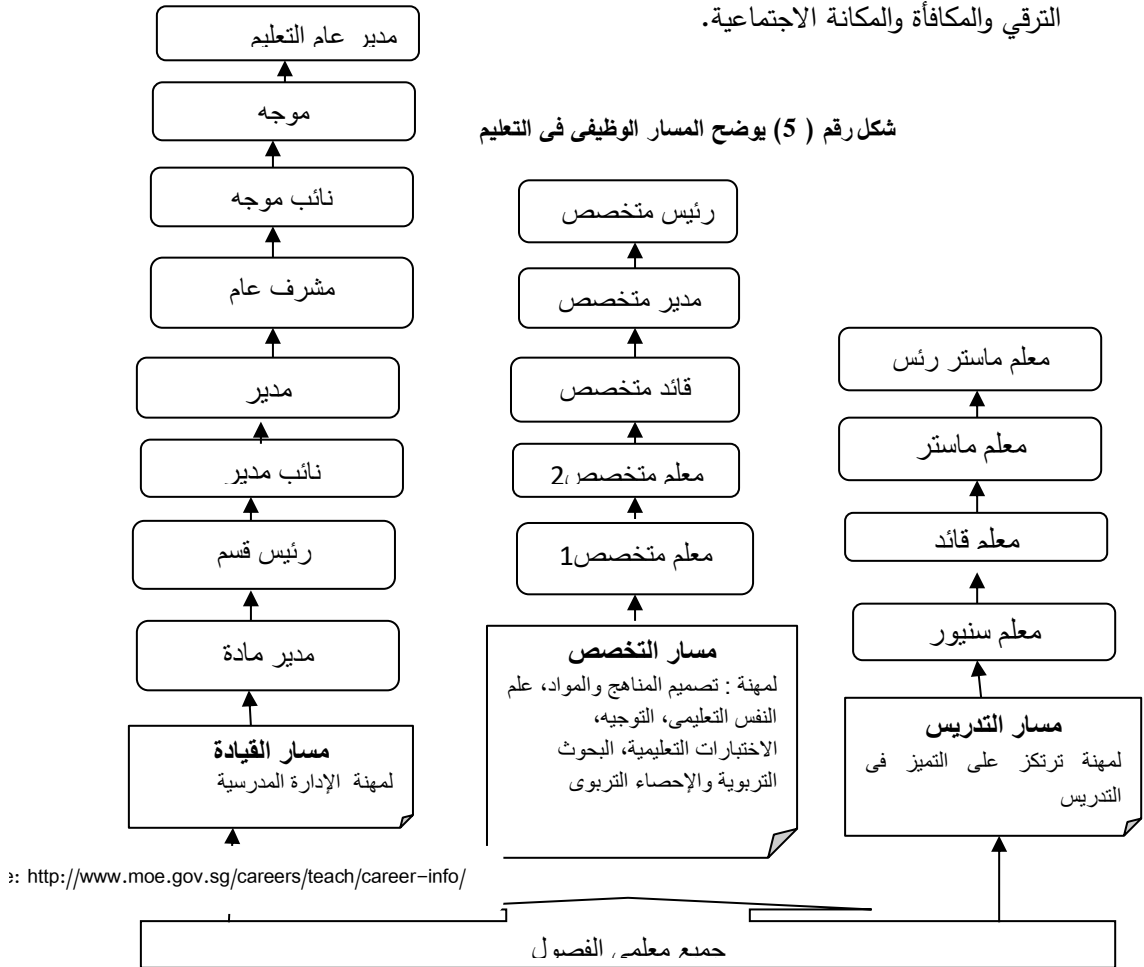 الترقي والمكافأة والمكانة الاجتماعية.
شكل رقم ( 5) يوضح المسار الوظيفى فى التعليم
مدير عام التعليم
موجه
نائب موجه
مشرف عام
مدير
نائب مدير
رئيس قسم
مدير مادة
مسار القيادة
لمهنة الإدارة المدرسية
رئيس متخصص
مدير متخصص
قائد متخصص
معلم متخصص2
معلم متخصص1
مسار التخصص
لمهنة : تصميم المناهج والمواد، علم
النفس التعليمى، التوجيه،
الاختبارات التعليمية، البحوث
التربوية والإحصاء التربوى
معلم ماستر رئس
معلم ماستر
معلم قائد
معلم سنيور
مسار التدريس
لمهنة ترتكز على التميز فى
التدريس
e: http://www.moe.gov.sg/careers/teach/career-info/
جميع معلمى الفصول